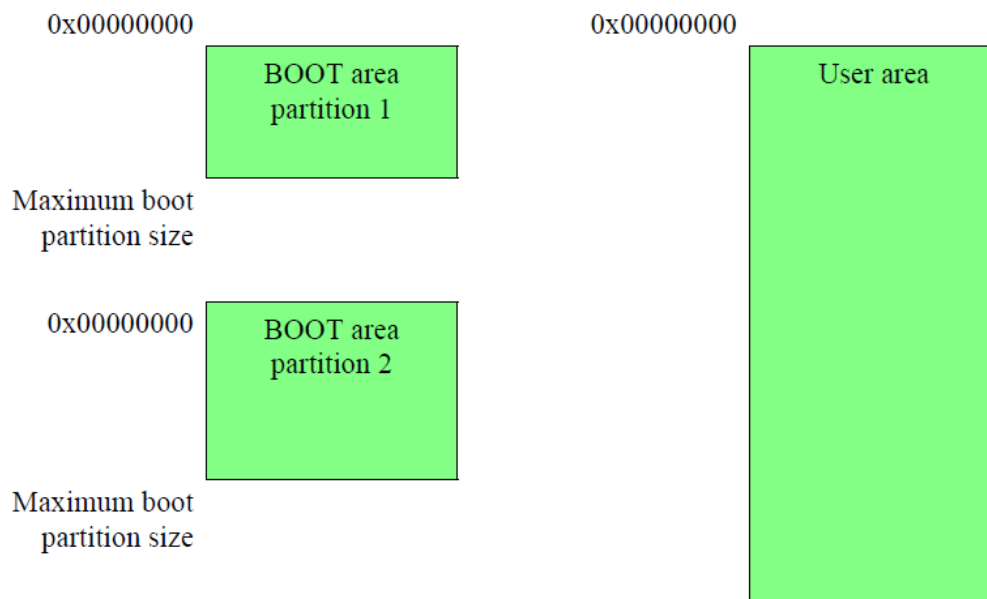 0x00000000
BOOT area
partition 1
Maximum boot
partition size
0x00000000
BOOT area
partition 2
Maximum boot
partition size
0x00000000
User area